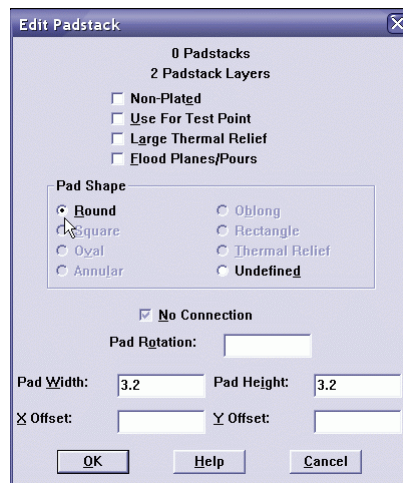 Edit Padstack
0 Padstacks
2 Padstack Layers
Non-Plated
Use For Test Point
Large Thermal Relief
Flood Planes/Pours
Pad Shape
Round Oblong
Square Rectangle
Oval Thermal Relief
Annular Undefined
No Connection
Pad Rotation:
Pad Width: 3.2 Pad Height: 3.2
X Offset: Y Offset:
OK Help Cancel